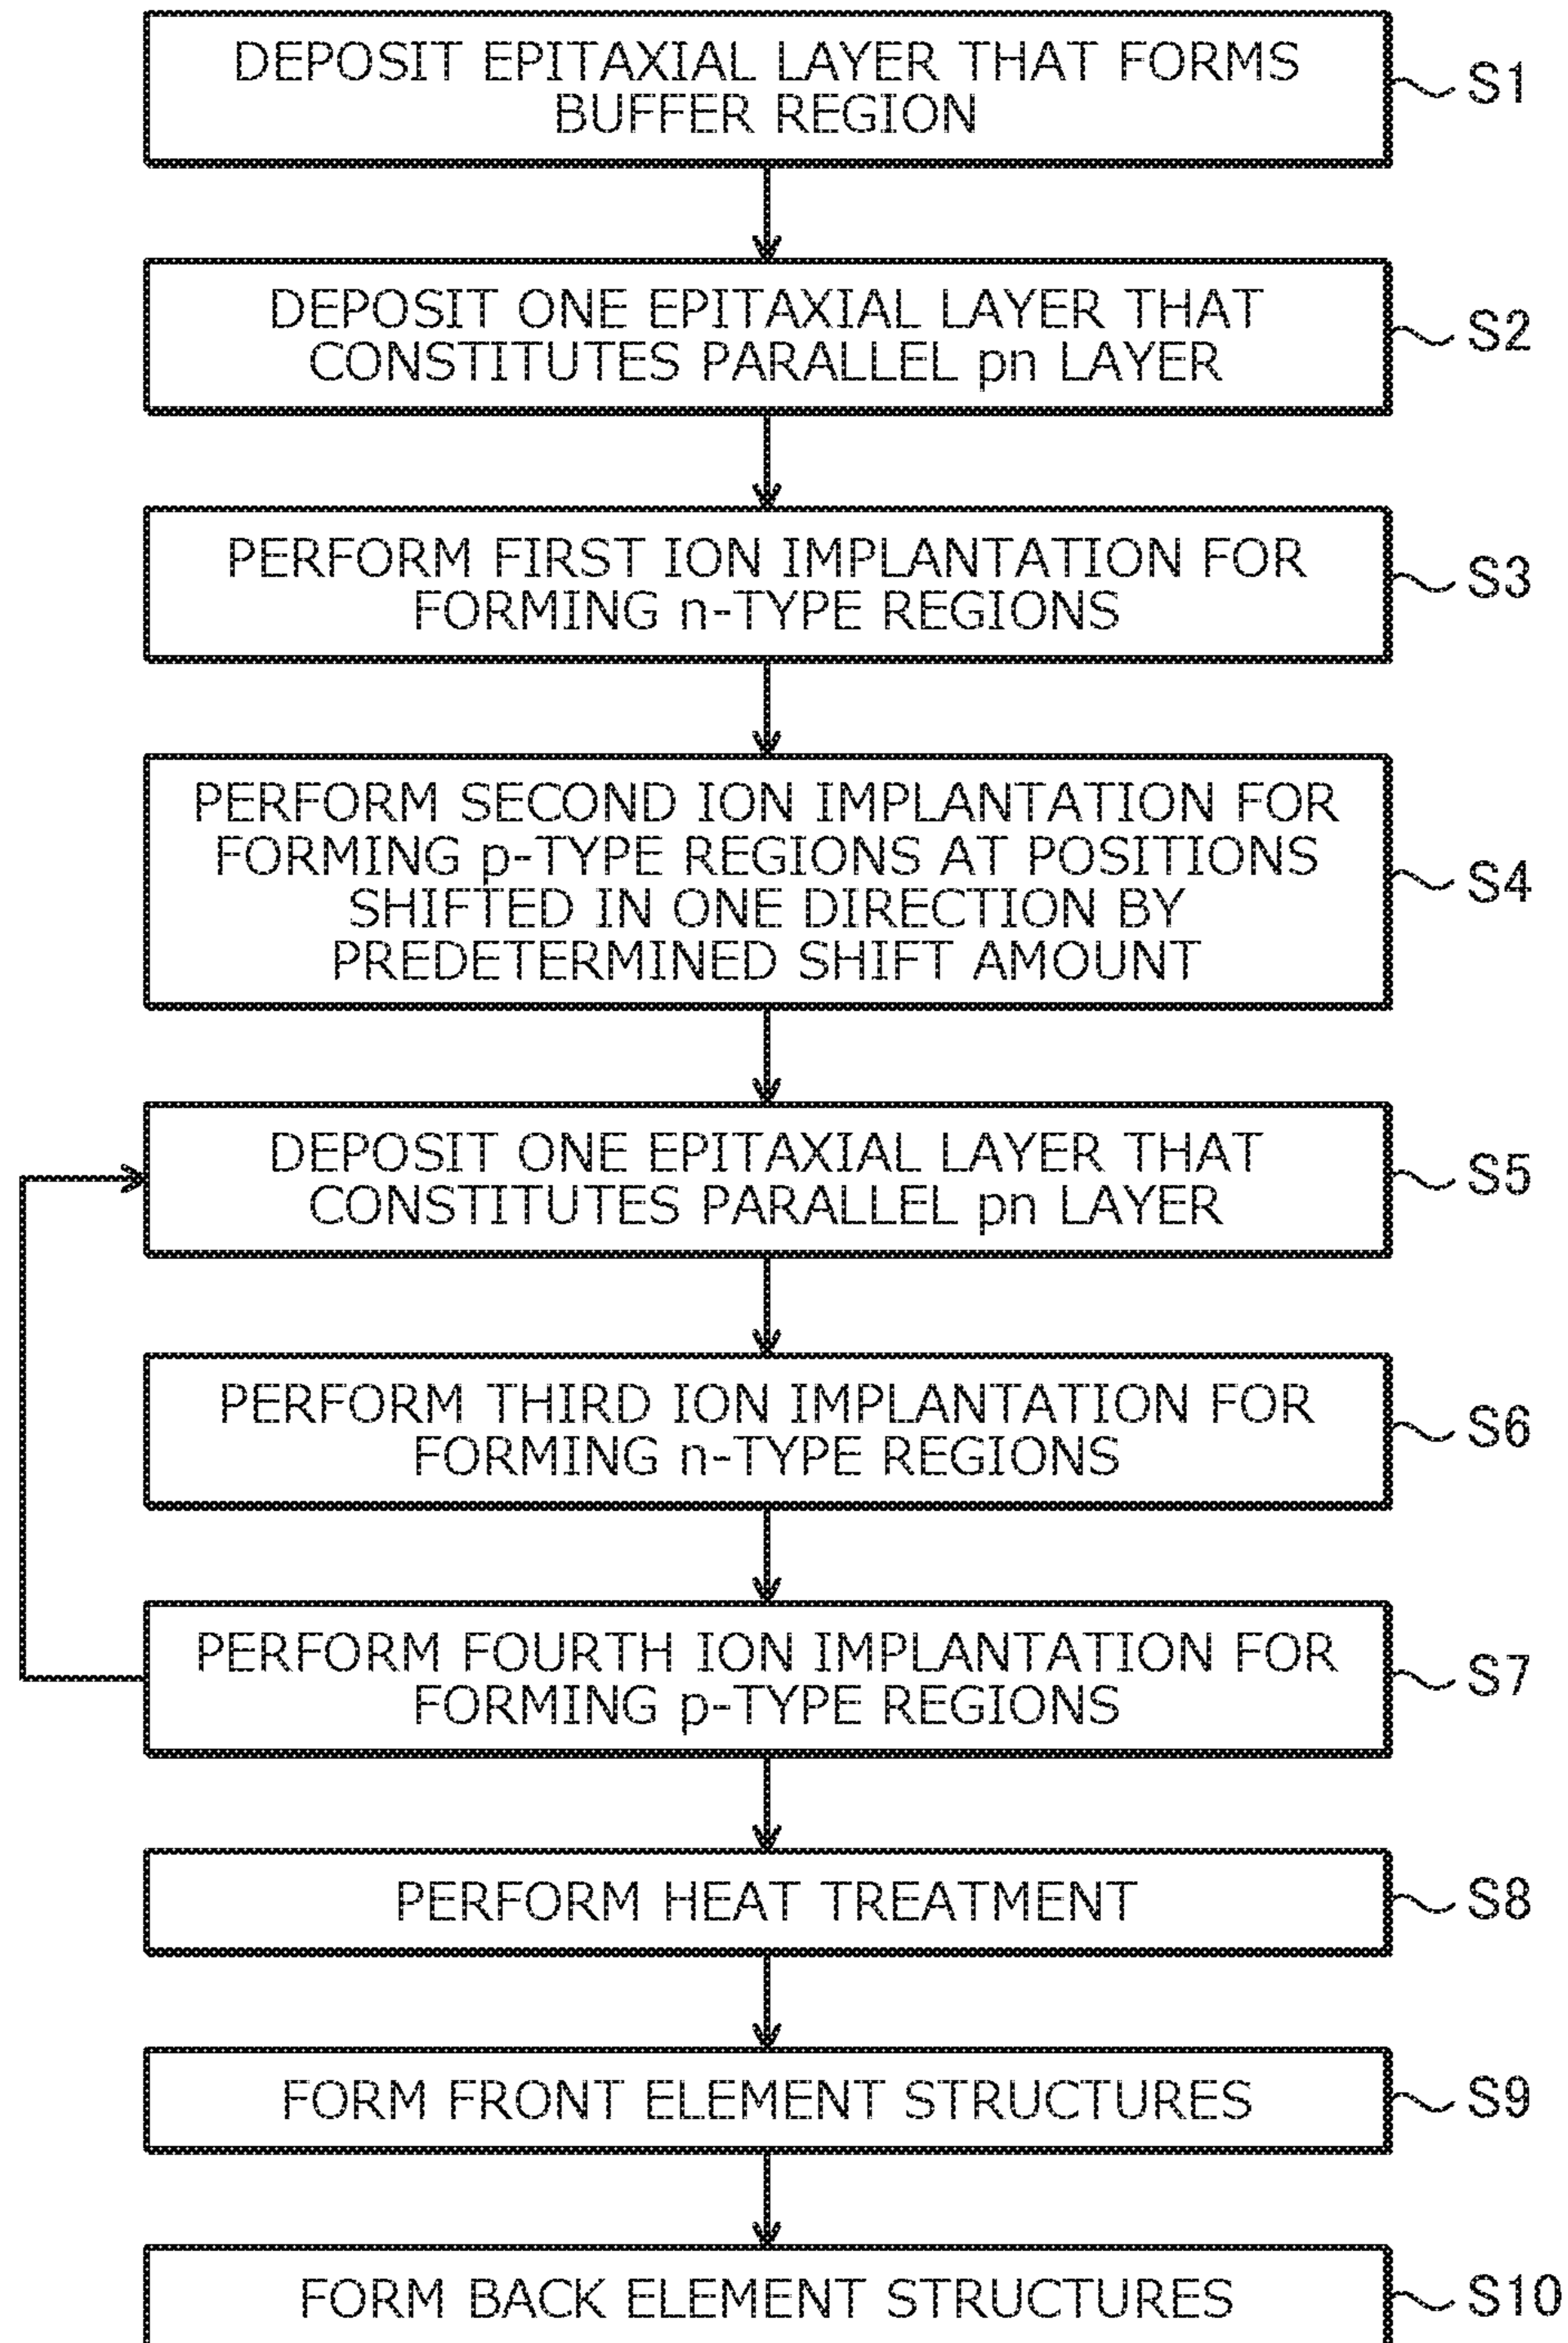 DEPOSIT EPITAXIAL LAYER THAT FORMS
BUFFER REGION
S1
DEPOSIT ONE EPITAXIAL LAYER THAT
CONSTITUTES PARALLEL pn LAYER
S2
PERFORM FIRST ION IMPLANTATION FOR
FORMING n-TYPE REGIONS
S3
PERFORM SECOND ION IMPLANTATION FOR
FORMING p-TYPE REGIONS AT POSITIONS
SHIFTED IN ONE DIRECTION BY
PREDETERMINED SHIFT AMOUNT
S4
DEPOSIT ONE EPITAXIAL LAYER THAT
CONSTITUTES PARALLEL pn LAYER
S5
PERFORM THIRD ION IMPLANTATION FOR
FORMING n-TYPE REGIONS
S6
PERFORM FOURTH ION IMPLANTATION FOR
FORMING p-TYPE REGIONS
S7
PERFORM HEAT TREATMENT
S8
FORM FRONT ELEMENT STRUCTURES
S9
FORM BACK ELEMENT STRUCTURES
S10